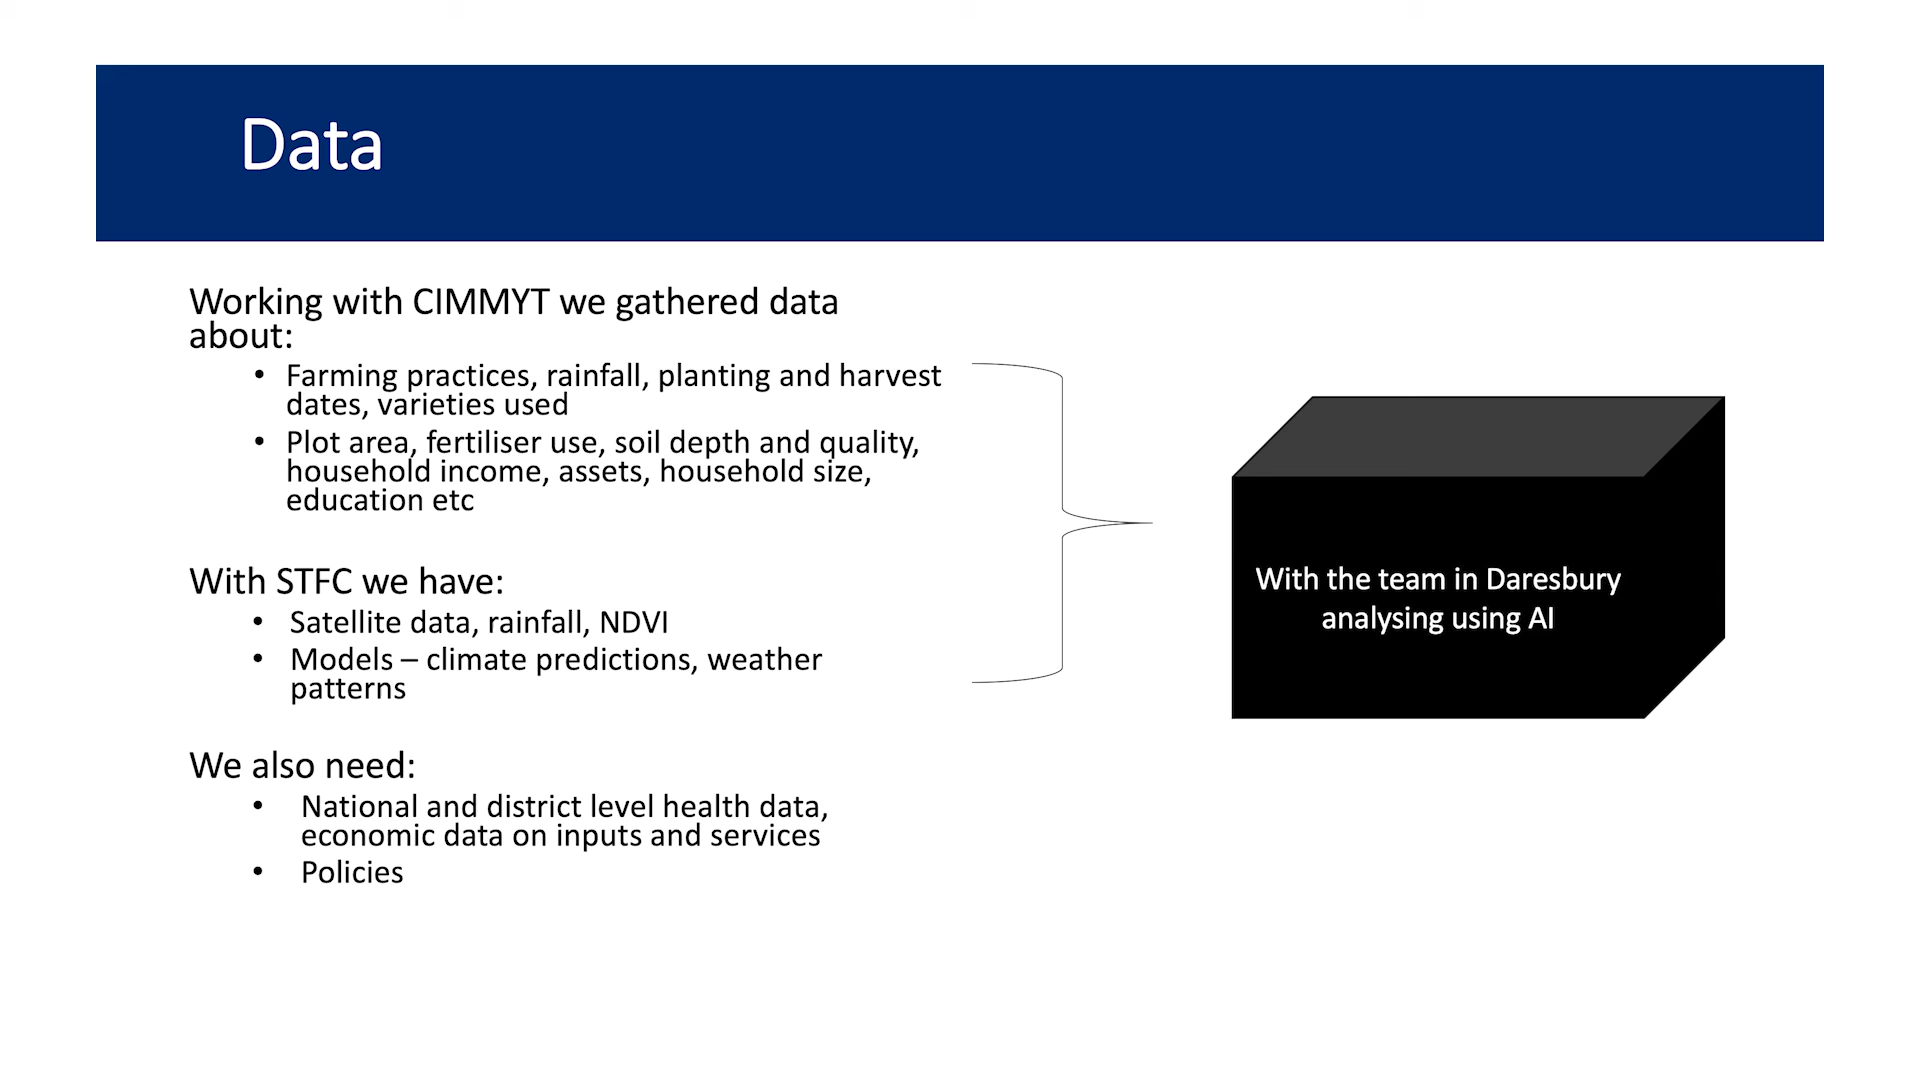 Data
Working with CIMMYT we gathered data
about:
• Farming practices, rainfall, planting and harvest
dates, varieties used
• Plot area, fertiliser use, soil depth and quality,
household income, assets, household size,
education etc
With STFC we have:
• Satellite data, rainfall, NDVI
• Models – climate predictions, weather
patterns
We also need:
• National and district level health data,
economic data on inputs and services
• Policies
With the team in Daresbury
analysing using AI